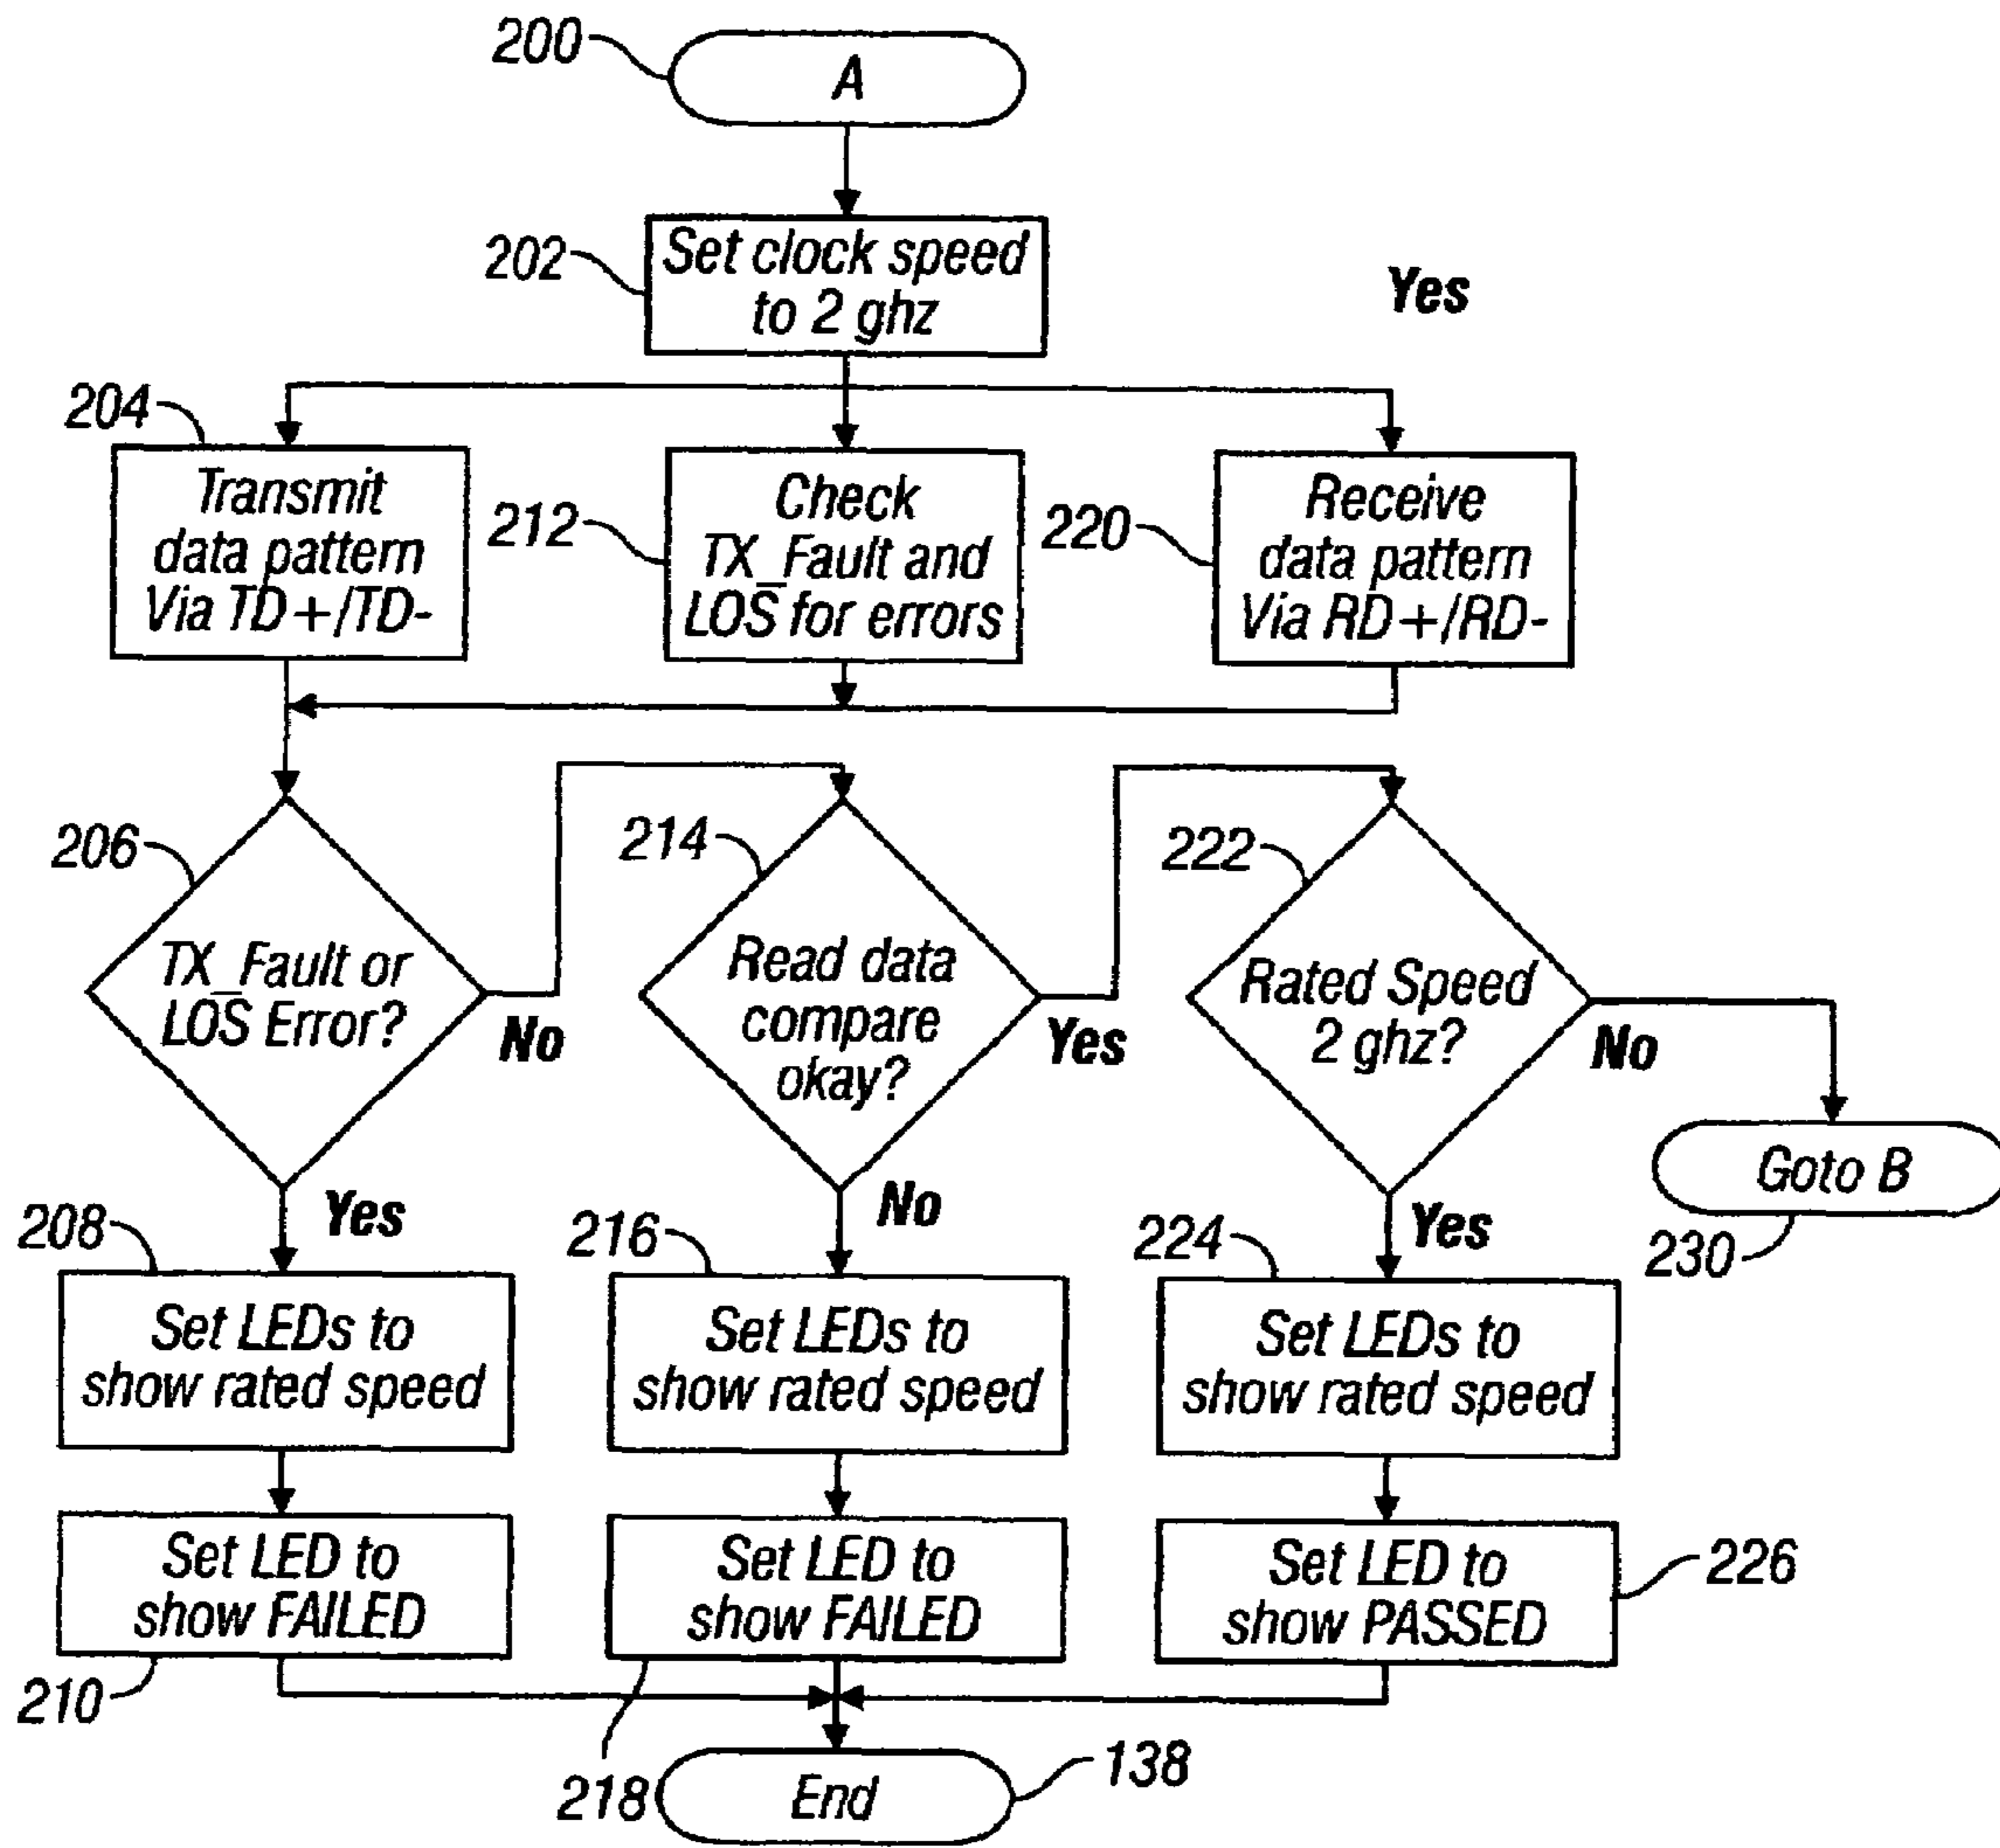 200
A
202
Set clock speed
to 2 ghz
Yes
204
Transmit
data pattern
Via TD+/TD-
212
Check
TX_Fault and
LOS for errors
220
Receive
data pattern
Via RD+/RD-
206
TX_Fault or
LOS Error?
No
214
Read data
compare
okay?
Yes
222
Rated Speed
2 ghz?
No
Goto B
230
Yes
No
Yes
208
Set LEDs to
show rated speed
216
Set LEDs to
show rated speed
224
Set LEDs to
show rated speed
Set LED to
show FAILED
210
Set LED to
show FAILED
218
Set LED to
show PASSED
226
End
138